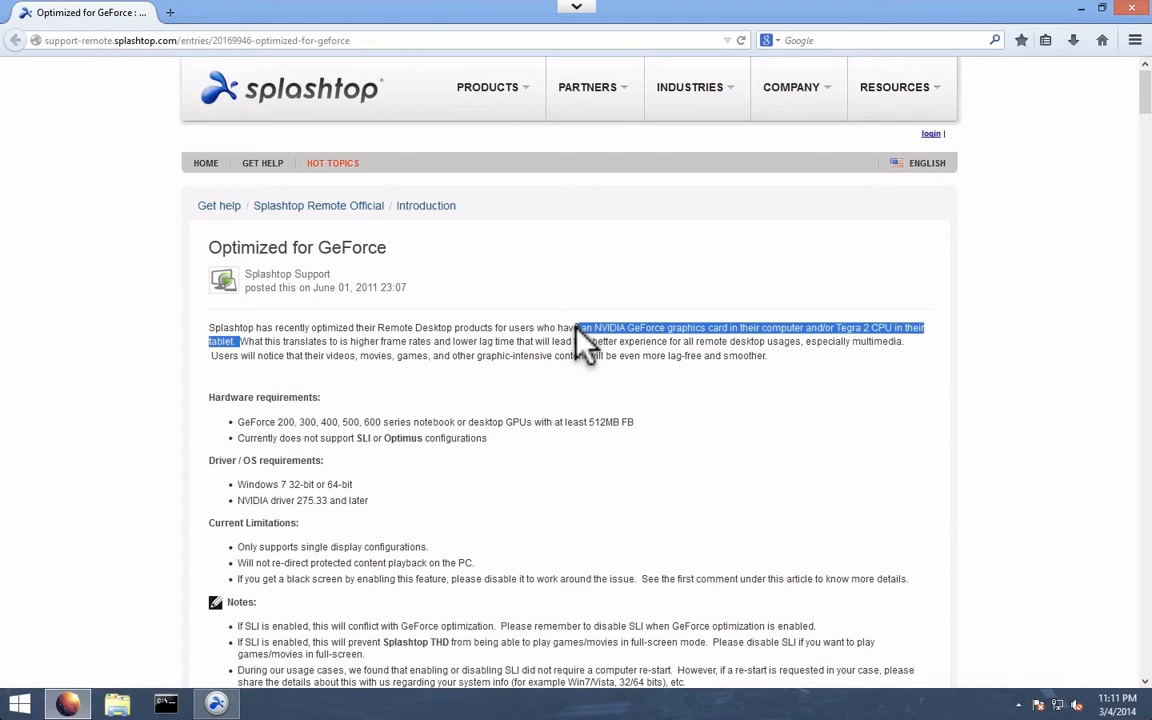 Optimized for GeForce : ...
support-remote.splashtop.com/entries/20169946-optimized-for-geforce
Google
splashtop
PRODUCTS
PARTNERS
INDUSTRIES
COMPANY
RESOURCES
login |
HOME
GET HELP
HOT TOPICS
ENGLISH
Get help / Splashtop Remote Official / Introduction
Optimized for GeForce
Splashtop Support
posted this on June 01, 2011 23:07
Splashtop has recently optimized their Remote Desktop products for users who have an NVIDIA GeForce graphics card in their computer and/or Tegra 2 CPU in their
tablet. What this translates to is higher frame rates and lower lag time that will lead better experience for all remote desktop usages, especially multimedia.
Users will notice that their videos, movies, games, and other graphic-intensive will be even more lag-free and smoother.
Hardware requirements:
• GeForce 200, 300, 400, 500, 600 series notebook or desktop GPUs with at least 512MB FB
• Currently does not support SLI or Optimus configurations
Driver / OS requirements:
• Windows 7 32-bit or 64-bit
• NVIDIA driver 275.33 and later
Current Limitations:
• Only supports single display configurations.
• Will not re-direct protected content playback on the PC.
• If you get a black screen by enabling this feature, please disable it to work around the issue. See the first comment under this article to know more details.
Notes:
• If SLI is enabled, this will conflict with GeForce optimization. Please remember to disable SLI when GeForce optimization is enabled.
• If SLI is enabled, this will prevent Splashtop THD from being able to play games/movies in full-screen mode. Please disable SLI if you want to play
games/movies in full-screen.
• During our usage cases, we found that enabling or disabling SLI did not require a computer re-start. However, if a re-start is requested in your case, please
share the details about this with us regarding your system info (for example Win7/Vista, 32/64 bits), etc.
11:11 PM
3/4/2014